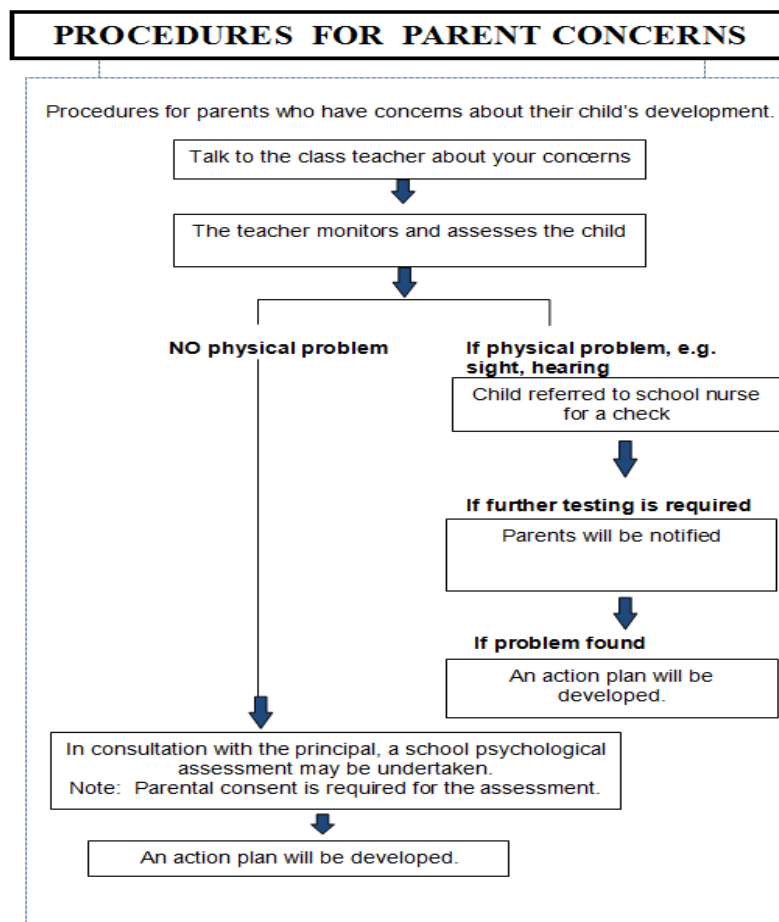 PROCEDURES FOR PARENT CONCERNS
Procedures for parents who have concerns about their child's development.
Talk to the class teacher about your concerns
The teacher monitors and assesses the child
NO physical problem
If physical problem, e.g.
sight, hearing
Child referred to school nurse
for a check
If further testing is required
Parents will be notified
If problem found
An action plan will be
developed.
In consultation with the principal, a school psychological
assessment may be undertaken.
Note: Parental consent is required for the assessment.
An action plan will be developed.